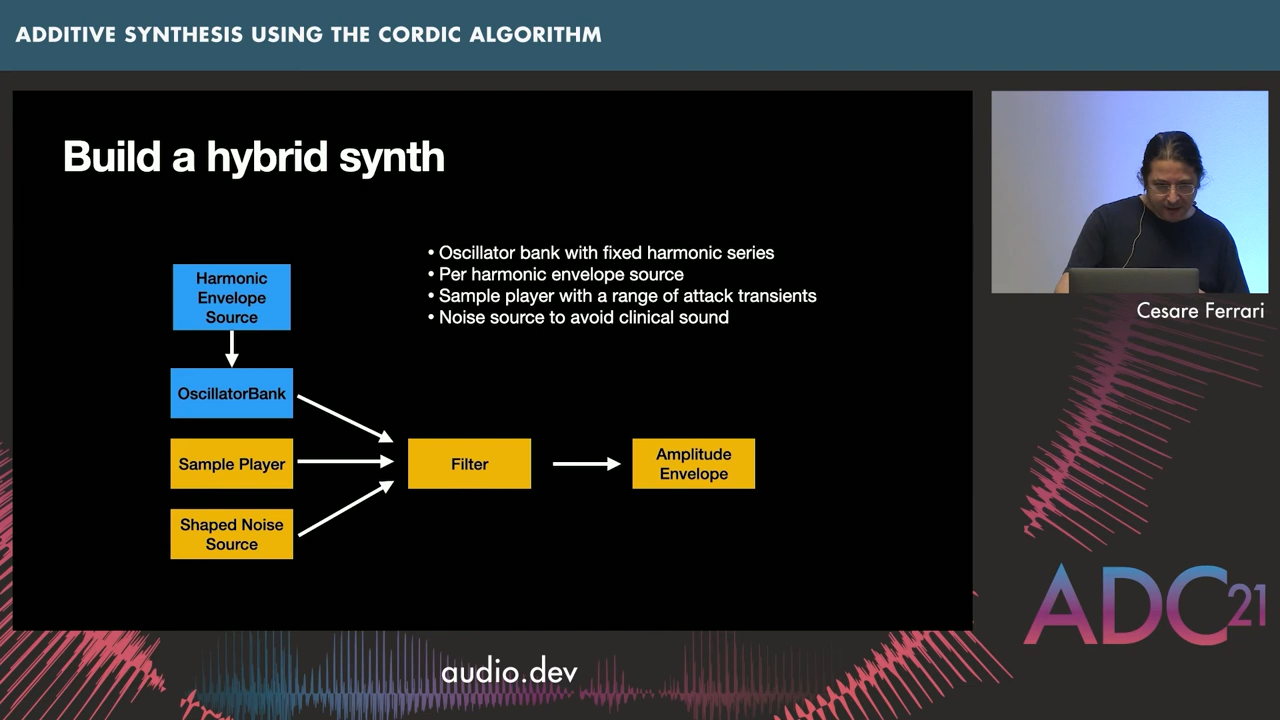 ADDITIVE SYNTHESIS USING THE CORDIC ALGORITHM
Build a hybrid synth
• Oscillator bank with fixed harmonic series
• Per harmonic envelope source
• Sample player with a range of attack transients
• Noise source to avoid clinical sound
Harmonic
Envelope
Source
OscillatorBank
Sample Player
Shaped Noise
Source
Filter
Amplitude
Envelope
Cesare Ferrari
ADC21
audio.dev